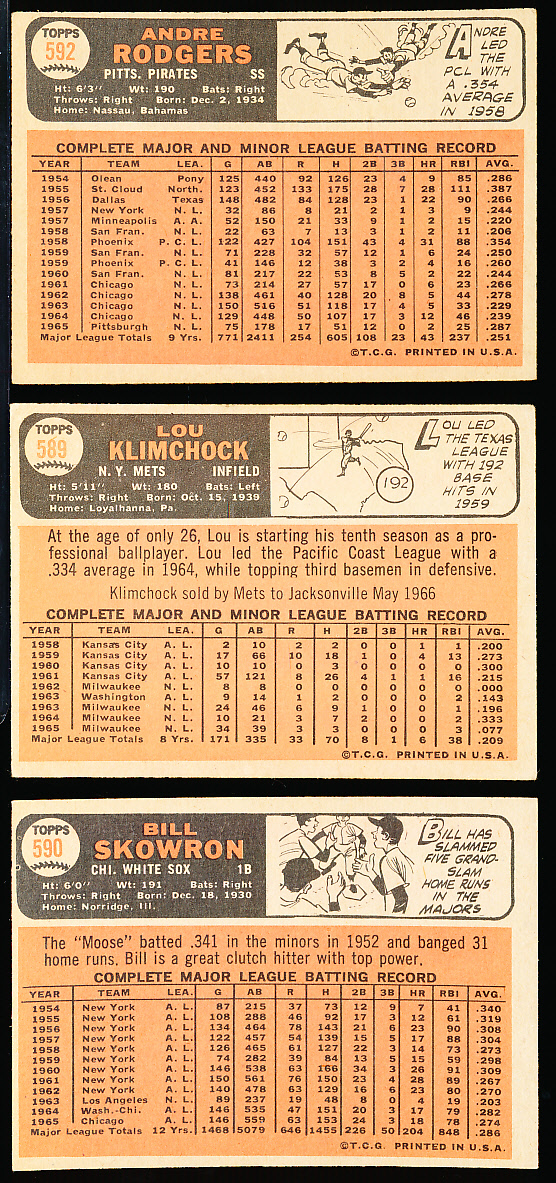 TOPPS
592
ANDRE
RODGERS
PITTS. PIRATES SS
Ht: 6'3" Wt: 190 Bats: Right
Throws: Right Born: Dec. 2, 1934
Home: Nassau, Bahamas
ANDRE
LED
THE
PCL WITH
A .354
AVERAGE
IN 1958
COMPLETE MAJOR AND MINOR LEAGUE BATTING RECORD
YEAR TEAM LEA. G AB R H 2B 3B HR RBI AVG.
1954 Olean Pony 125 440 92 126 23 4 9 85 .286
1955 St. Cloud North. 123 452 133 175 28 7 28 111 .387
1956 Dallas Texas 148 482 84 128 23 1 22 90 .266
1957 New York N. L. 32 86 8 21 2 1 3 9 .244
1957 Minneapolis A. A. 52 150 21 33 9 1 2 15 .220
1958 San Fran. N. L. 22 63 7 13 3 1 2 11 .206
1958 Phoenix P. C. L. 122 427 104 151 43 4 31 88 .354
1959 San Fran. N. L. 71 228 32 57 12 1 6 24 .250
1959 Phoenix P. C. L. 41 146 12 38 3 2 4 16 .260
1960 San Fran. N. L. 81 217 22 53 8 5 2 22 .244
1961 Chicago N. L. 73 214 27 57 17 0 6 23 .266
1962 Chicago N. L. 138 461 40 128 20 8 5 44 .278
1963 Chicago N. L. 150 516 51 118 17 4 5 33 .229
1964 Chicago N. L. 129 448 50 107 17 3 12 46 .239
1965 Pittsburgh N. L. 75 178 17 51 12 0 2 25 .287
Major League Totals 9 Yrs. 771 2411 254 605 108 23 43 237 .251
©T.C.G. PRINTED IN U.S.A.
TOPPS
589
LOU
KLIMCHOCK
N. Y. METS INFIELD
Ht: 5'11" Wt: 180 Bats: Left
Throws: Right Born: Oct. 15, 1939
Home: Loyalhanna, Pa.
192
LOU LED
THE TEXAS
LEAGUE
WITH 192
BASE
HITS IN
1959
At the age of only 26, Lou is starting his tenth season as a pro-
fessional ballplayer. Lou led the Pacific Coast League with a
.334 average in 1964, while topping third basemen in defensive.
Klimchock sold by Mets to Jacksonville May 1966
COMPLETE MAJOR AND MINOR LEAGUE BATTING RECORD
YEAR TEAM LEA. G AB R H 2B 3B HR RBI AVG.
1958 Kansas City A. L. 2 10 2 2 0 0 1 1 .200
1959 Kansas City A. L. 17 66 10 18 1 0 4 13 .273
1960 Kansas City A. L. 10 10 0 3 0 0 0 0 .300
1961 Kansas City A. L. 57 121 8 26 4 1 1 16 .215
1962 Milwaukee N. L. 8 8 0 0 0 0 0 0 .000
1963 Washington A. L. 9 14 1 2 0 0 0 2 .143
1963 Milwaukee N. L. 24 46 6 9 1 0 0 1 .196
1964 Milwaukee N. L. 10 21 3 7 2 0 0 2 .333
1965 Milwaukee N. L. 34 39 3 3 0 0 0 3 .077
Major League Totals 8 Yrs. 171 335 33 70 8 1 6 38 .209
©T.C.G. PRINTED IN U.S.A.
TOPPS
590
BILL
SKOWRON
CHI. WHITE SOX 1B
Ht: 6'0" Wt: 191 Bats: Right
Throws: Right Born: Dec. 18, 1930
Home: Norridge, Ill.
BILL HAS
SLAMMED
FIVE GRAND-
SLAM
HOME RUNS
IN THE
MAJORS
The "Moose" batted .341 in the minors in 1952 and banged 31
home runs. Bill is a great clutch hitter with top power.
COMPLETE MAJOR LEAGUE BATTING RECORD
YEAR TEAM LEA. G AB R H 2B 3B HR RBI AVG.
1954 New York A. L. 87 215 37 73 12 9 7 41 .340
1955 New York A. L. 108 288 46 92 17 3 12 61 .319
1956 New York A. L. 134 464 78 143 21 6 23 90 .308
1957 New York A. L. 122 457 54 139 15 5 17 88 .304
1958 New York A. L. 126 465 61 127 22 3 14 73 .273
1959 New York A. L. 74 282 39 84 13 5 15 59 .298
1960 New York A. L. 146 538 63 166 34 3 26 91 .309
1961 New York A. L. 150 561 76 150 23 4 28 89 .267
1962 New York A. L. 140 478 63 129 16 6 23 80 .270
1963 Los Angeles N. L. 89 237 19 48 8 0 4 19 .203
1964 Wash.-Chi. A. L. 146 535 47 151 20 3 17 79 .282
1965 Chicago A. L. 146 559 63 153 24 3 18 78 .274
Major League Totals 12 Yrs. 1468 5079 646 1455 226 50 204 848 .286
©T.C.G. PRINTED IN U.S.A.